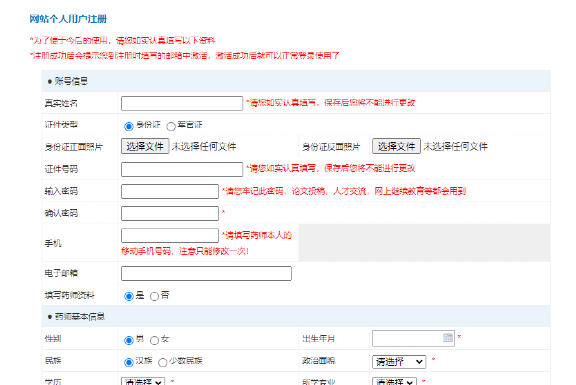 网站个人用户注册
*为了便于今后的使用，请您如实认真填写以下资料
*注册成功后会提示您到注册时填写的邮箱中激活，激活成功后就可以正常登录使用了
● 账号信息
真实姓名 *请您如实认真填写，保存后您将不能进行更改
证件类型 身份证 军官证
身份证正面照片 选择文件 未选择任何文件 身份证反面照片 选择文件 未选择任何文件
证件号码 *请您如实认真填写，保存后您将不能进行更改
输入密码 *请您牢记此密码，论文投稿，人才交流，网上继续教育等都会用到
确认密码 *
手机 *请填写药师本人的
移动手机号码，注意只能修改一次!
电子邮箱
填写药师资料 是 否
● 药师基本信息
性别 男 女 出生年月 *
民族 汉族 少数民族 政治面貌 请选择 *
学历 请选择 * 所学专业 请选择 *